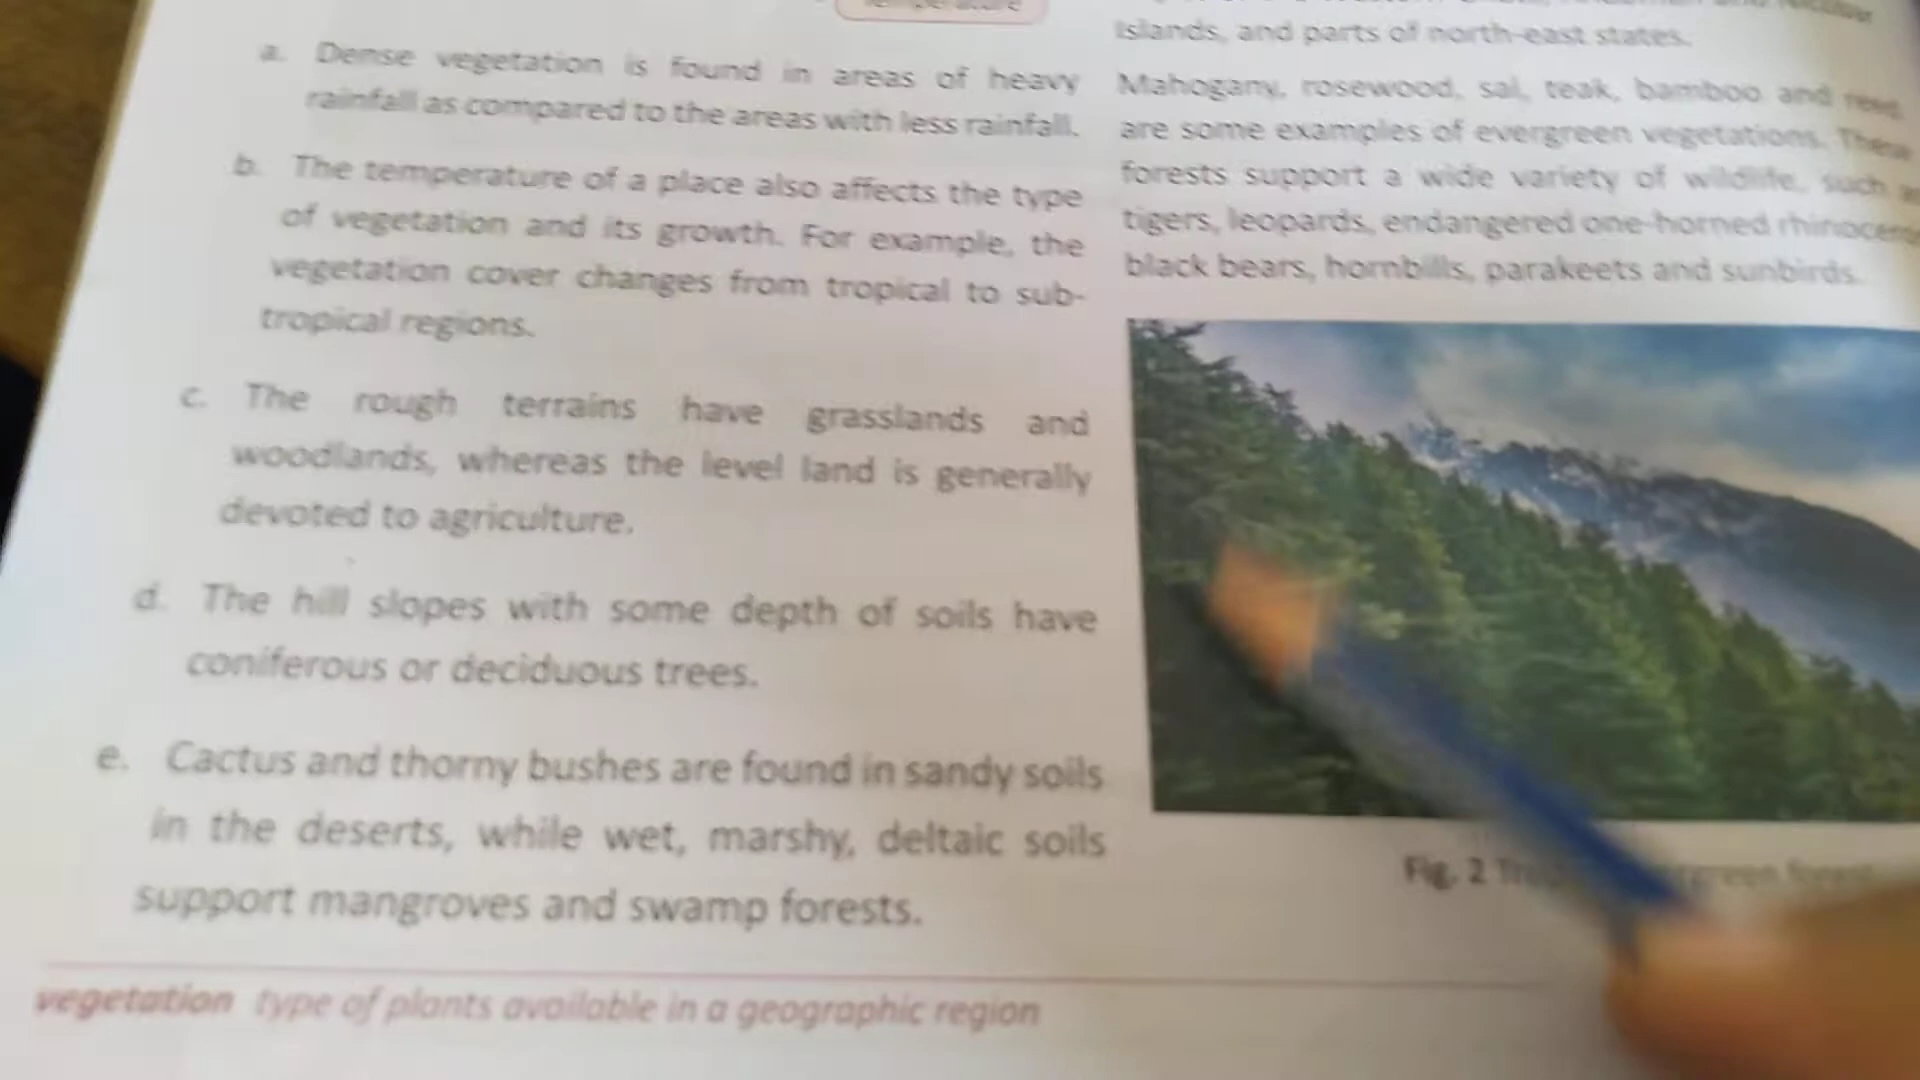 Temperature
a. Dense vegetation is found in areas of heavy
rainfall as compared to the areas with less rainfall.
b. The temperature of a place also affects the type
of vegetation and its growth. For example, the
vegetation cover changes from tropical to sub-
tropical regions.
c. The rough terrains have grasslands and
woodlands, whereas the level land is generally
devoted to agriculture.
d. The hill slopes with some depth of soils have
coniferous or deciduous trees.
e. Cactus and thorny bushes are found in sandy soils
in the deserts, while wet, marshy, deltaic soils
support mangroves and swamp forests.
vegetation type of plants available in a geographic region
Islands, and parts of north-east states.
Mahogany, rosewood, sal, teak, bamboo and
are some examples of evergreen vegetations. These
forests support a wide variety of wildlife, such
tigers, leopards, endangered one-horned
black bears, hornbills, parakeets and sunbirds.
Fig. 2